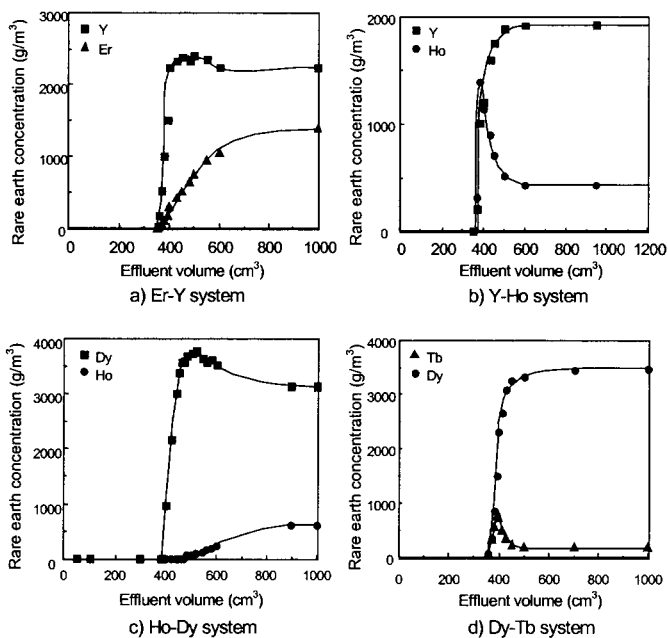 Rare earth concentration (g/m³)
Y
Er
3000
2000
1000
0
0 200 400 600 800 1000
Effluent volume (cm³)
a) Er-Y system
Rare earth concentratio (g/m³)
Y
Ho
2000
1000
0
0 200 400 600 800 1000 1200
Effluent volume (cm³)
b) Y-Ho system
Rare earth concentration (g/m³)
Dy
Ho
4000
3000
2000
1000
0
0 200 400 600 800 1000
Effluent volume (cm³)
c) Ho-Dy system
Rare earth concentration (g/m³)
Tb
Dy
4000
3000
2000
1000
0
0 200 400 600 800 1000
Effluent volume (cm³)
d) Dy-Tb system